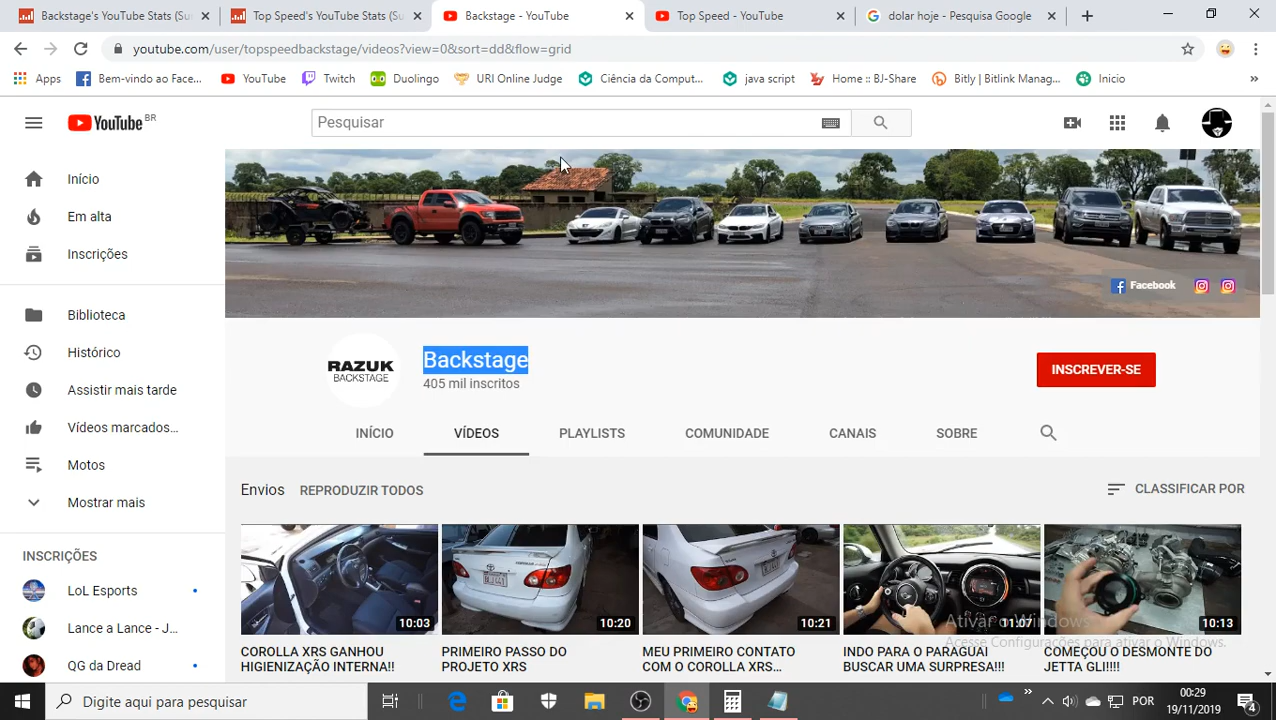 Backstage's YouTube Stats (Su
Top Speed's YouTube Stats (S
Backstage - YouTube
Top Speed - YouTube
dolar hoje - Pesquisa Google
youtube.com/user/topspeedbackstage/videos?view=0&sort=dd&flow=grid
Apps
Bem-vindo ao Face...
YouTube
Twitch
Duolingo
URI Online Judge
Ciência da Comput...
java script
Home :: BJ-Share
Bitly | Bitlink Manag...
Inicio
YouTube BR
Pesquisar
Início
Em alta
Inscrições
Biblioteca
Histórico
Assistir mais tarde
Vídeos marcados...
Motos
Mostrar mais
INSCRIÇÕES
LoL Esports
Lance a Lance - J...
QG da Dread
Facebook
RAZUK
BACKSTAGE
Backstage
405 mil inscritos
INSCREVER-SE
INÍCIO
VÍDEOS
PLAYLISTS
COMUNIDADE
CANAIS
SOBRE
Envios
REPRODUZIR TODOS
CLASSIFICAR POR
10:03
10:20
10:21
11:07
10:13
COROLLA XRS GANHOU
HIGIENIZAÇÃO INTERNA!!
PRIMEIRO PASSO DO
PROJETO XRS
MEU PRIMEIRO CONTATO
COM O COROLLA XRS...
INDO PARA O PARAGUAI
BUSCAR UMA SURPRESA!!!
COMEÇOU O DESMONTE DO
JETTA GLI!!!!
Ativar o Windows
Acesse Configurações para ativar o Windows.
Digite aqui para pesquisar
POR
00:29
19/11/2019
4